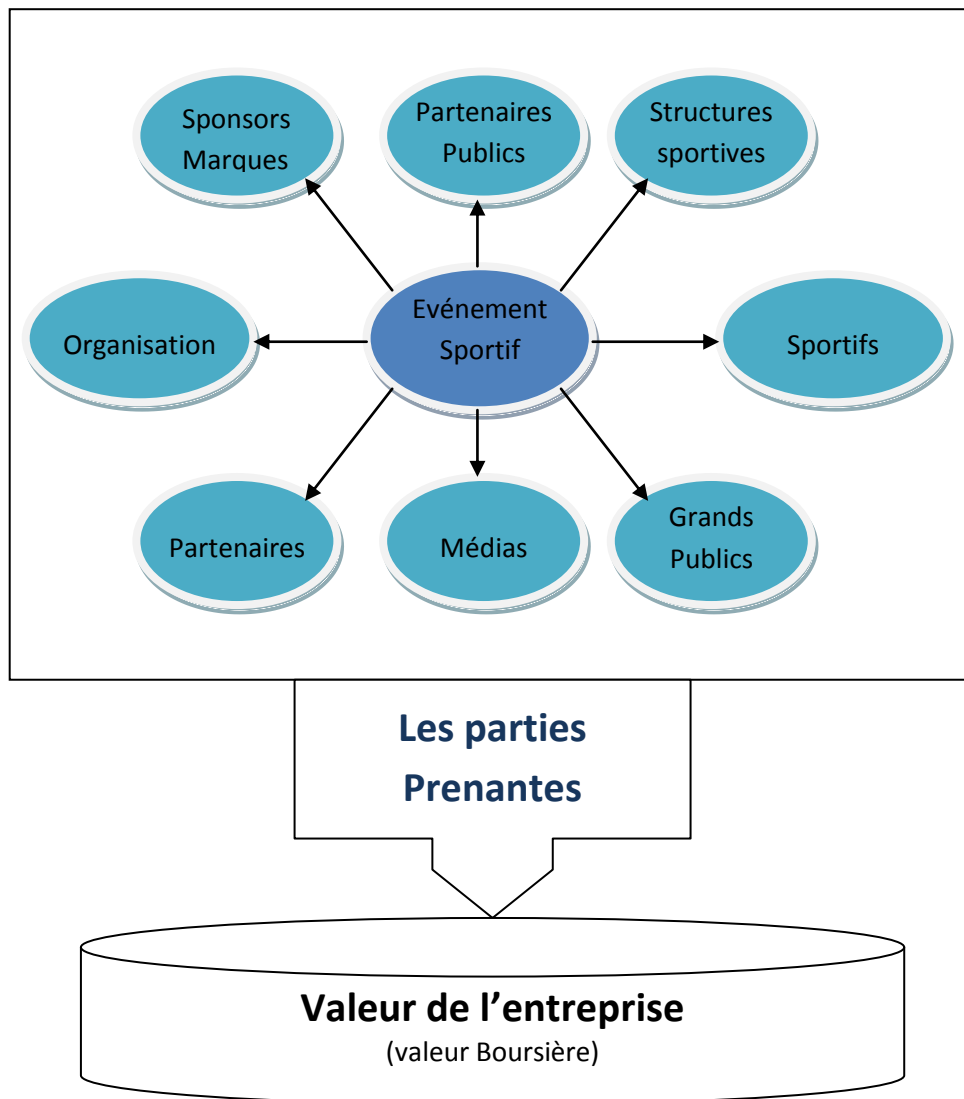 Sponsors
Marques
Partenaires
Publics
Structures
sportives
Organisation
Evénement
Sportif
Sportifs
Partenaires
Médias
Grands
Publics
Les parties
Prenantes
Valeur de l’entreprise
(valeur Boursière)